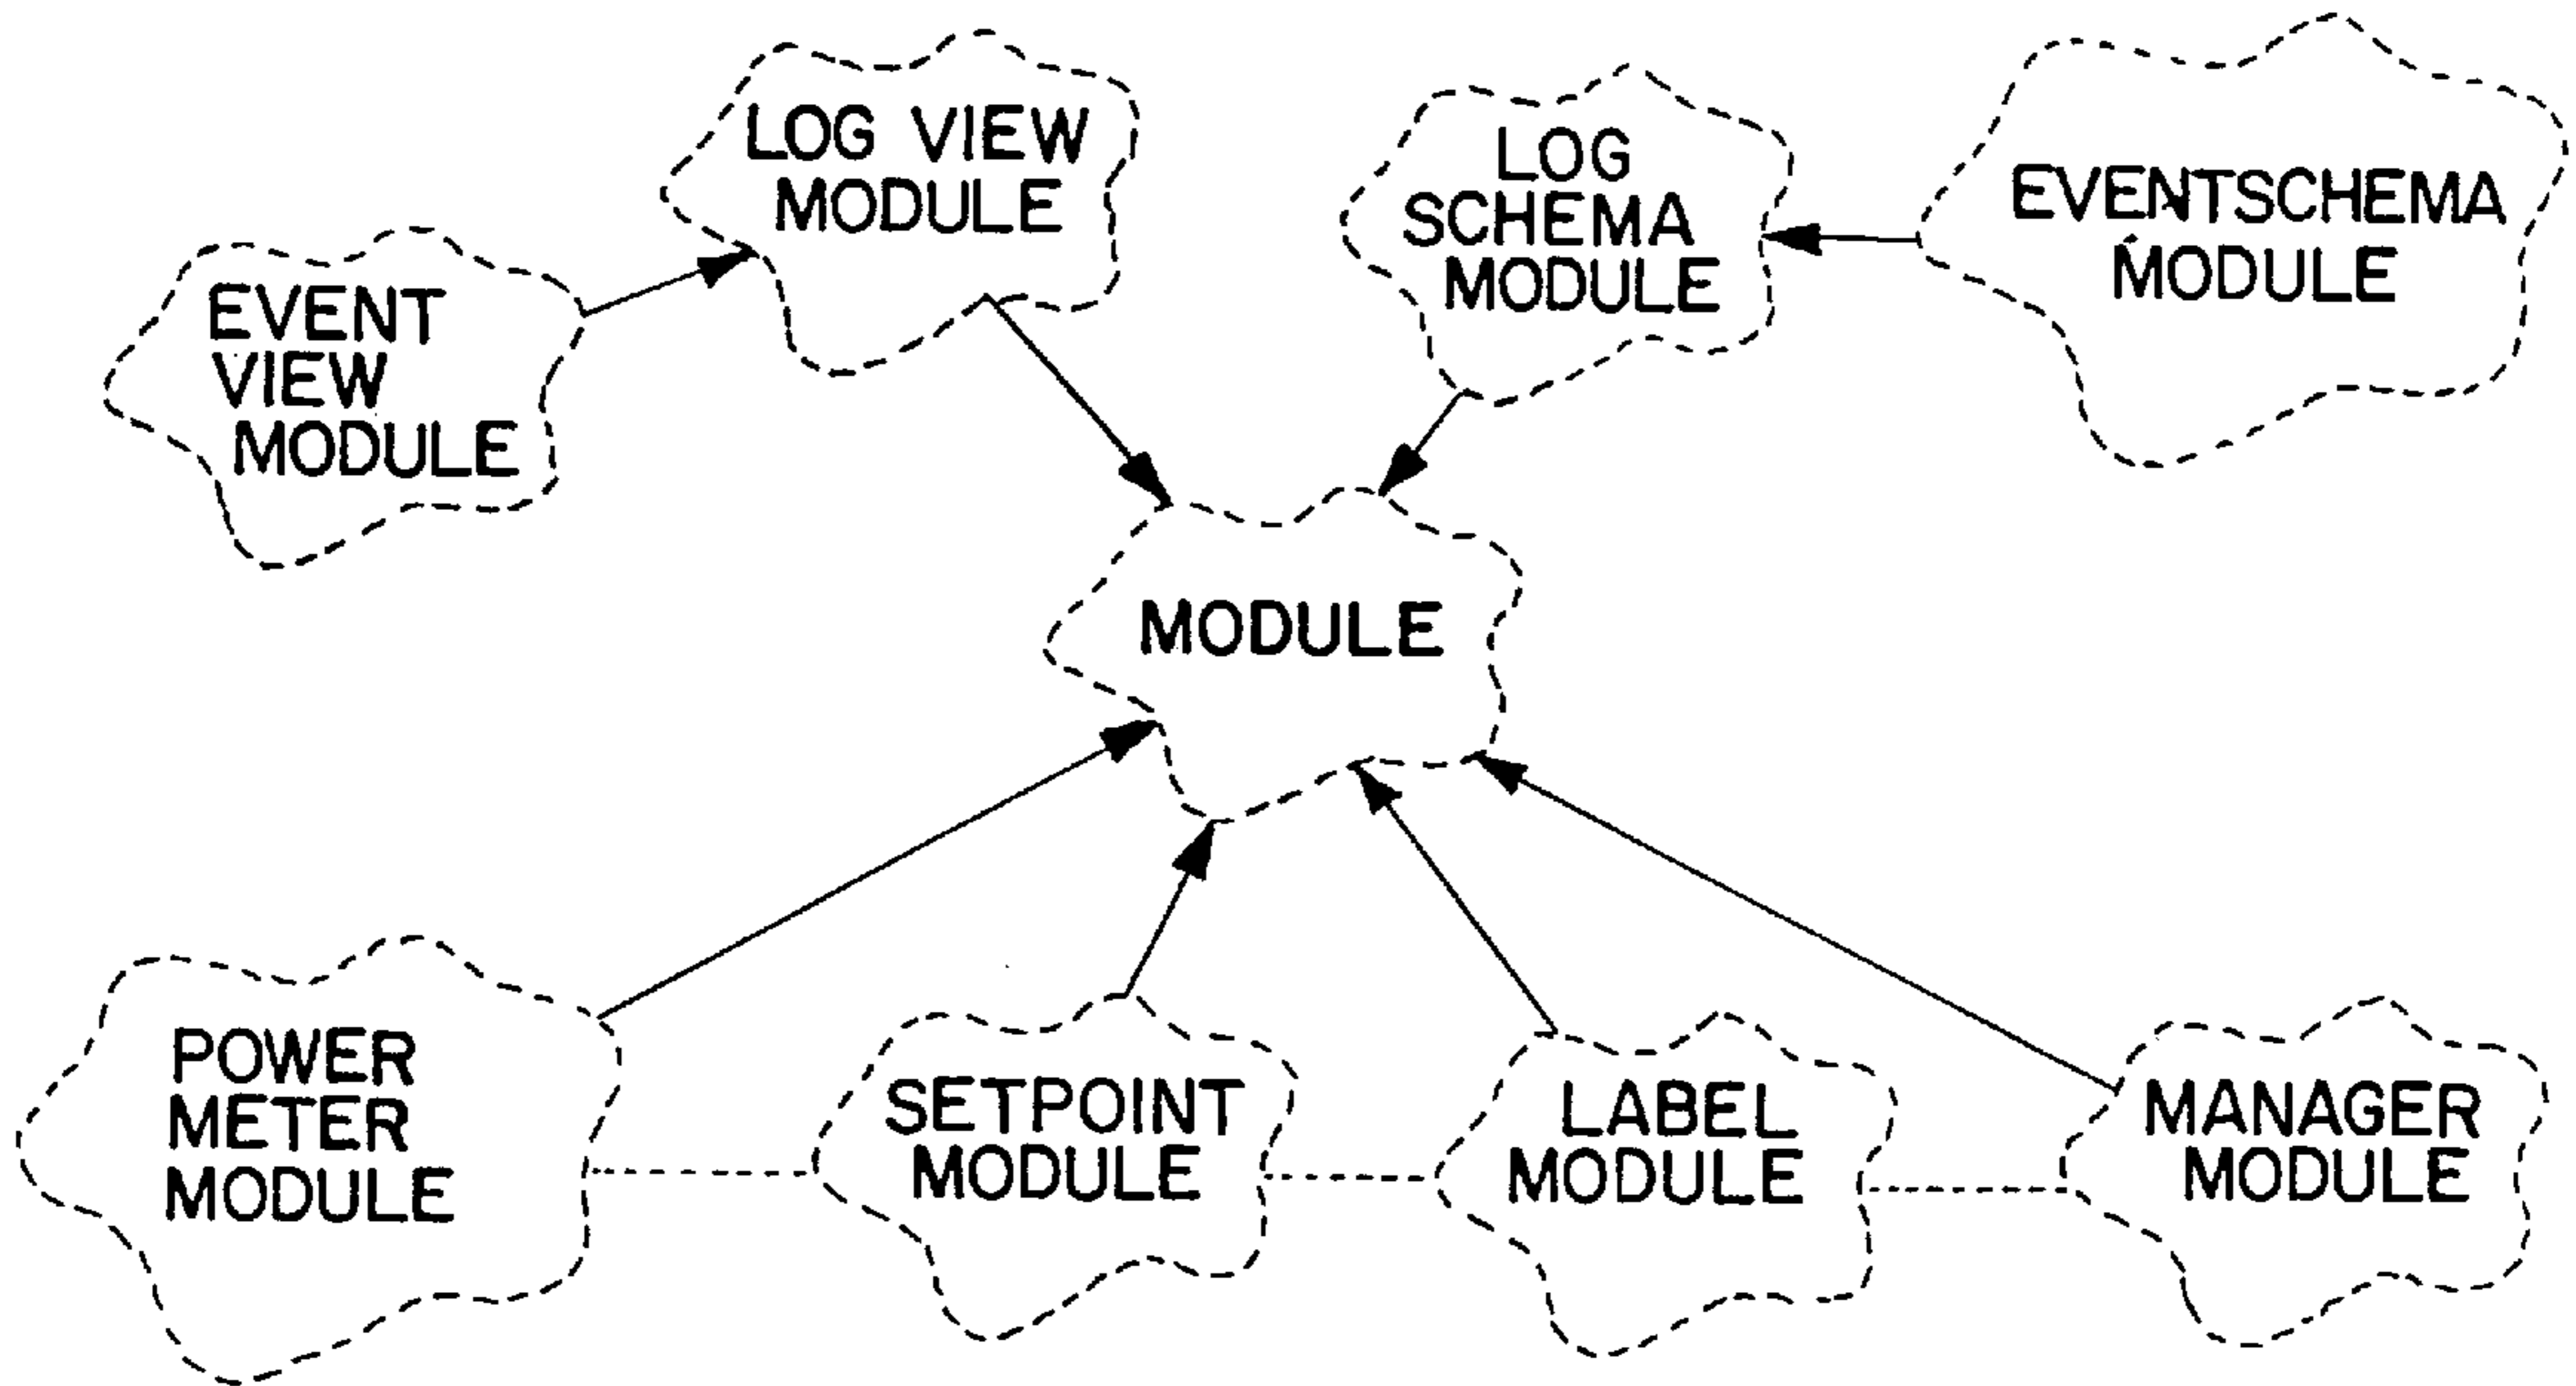 LOG VIEW
MODULE
LOG
SCHEMA
MODULE
EVENTSCHEMA
MODULE
EVENT
VIEW
MODULE
MODULE
POWER
METER
MODULE
SETPOINT
MODULE
LABEL
MODULE
MANAGER
MODULE